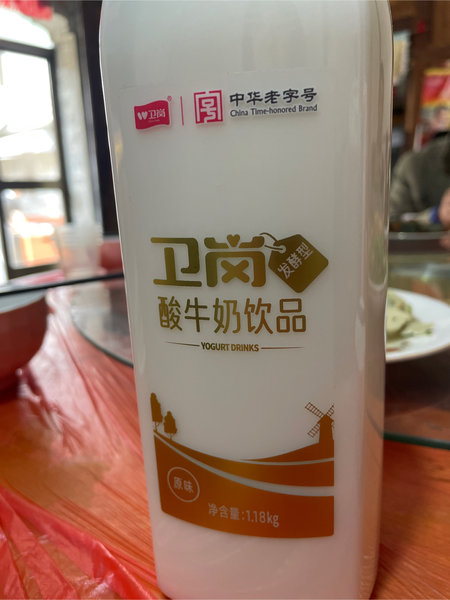 卫岗
中华老字号
China Time-honored Brand
卫岗
发酵型
酸牛奶饮品
YOGURT DRINKS
原味
净含量:1.18kg